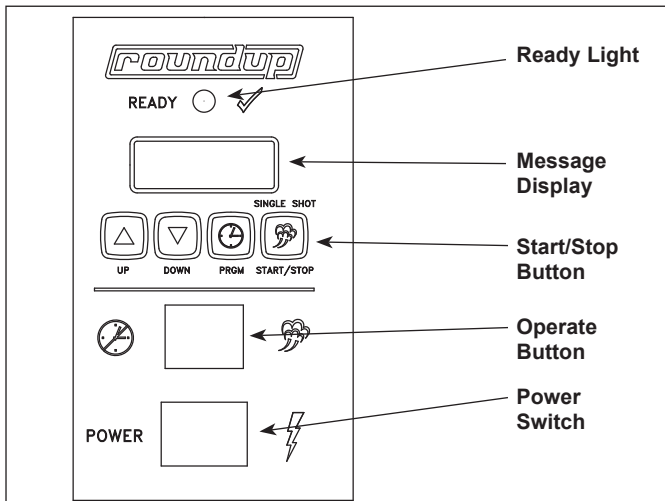 roundup
READY
Ready Light
Message
Display
SINGLE SHOT
UP DOWN PRGM START/STOP
Start/Stop
Button
Operate
Button
POWER
Power
Switch